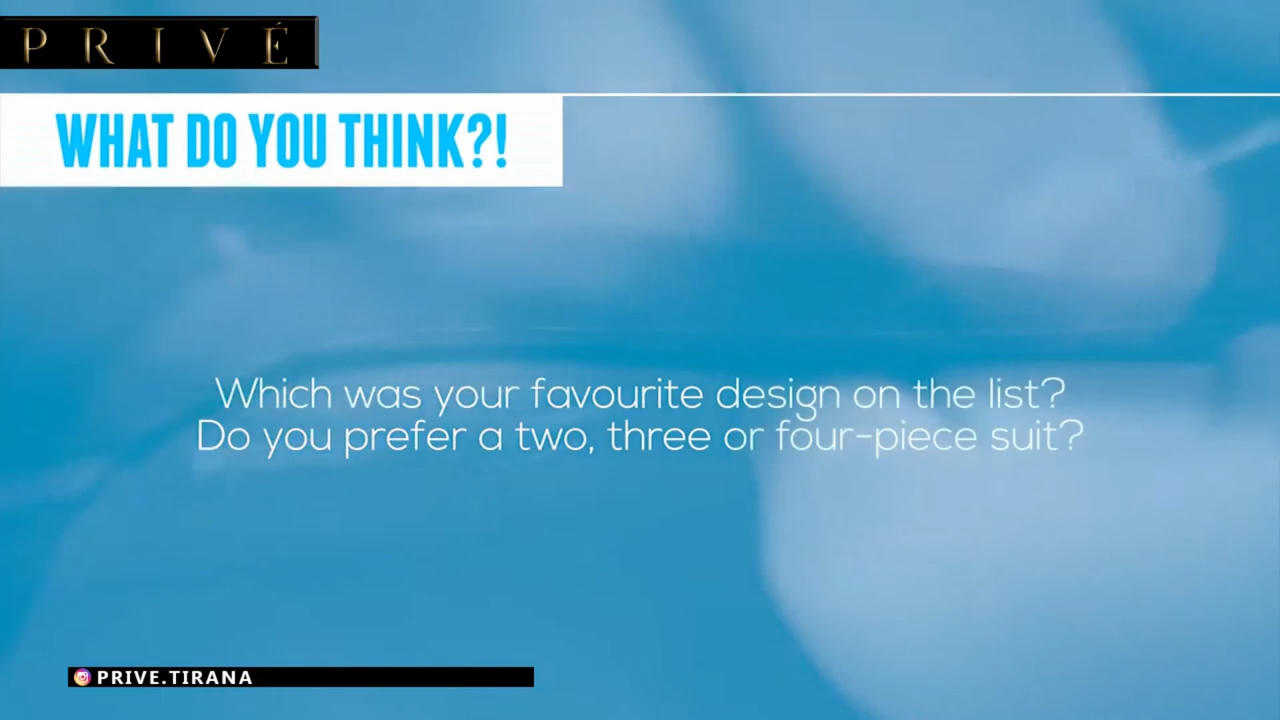 PRIVÉ
WHAT DO YOU THINK?!
Which was your favourite design on the list?
Do you prefer a two, three or four-piece suit?
PRIVE.TIRANA